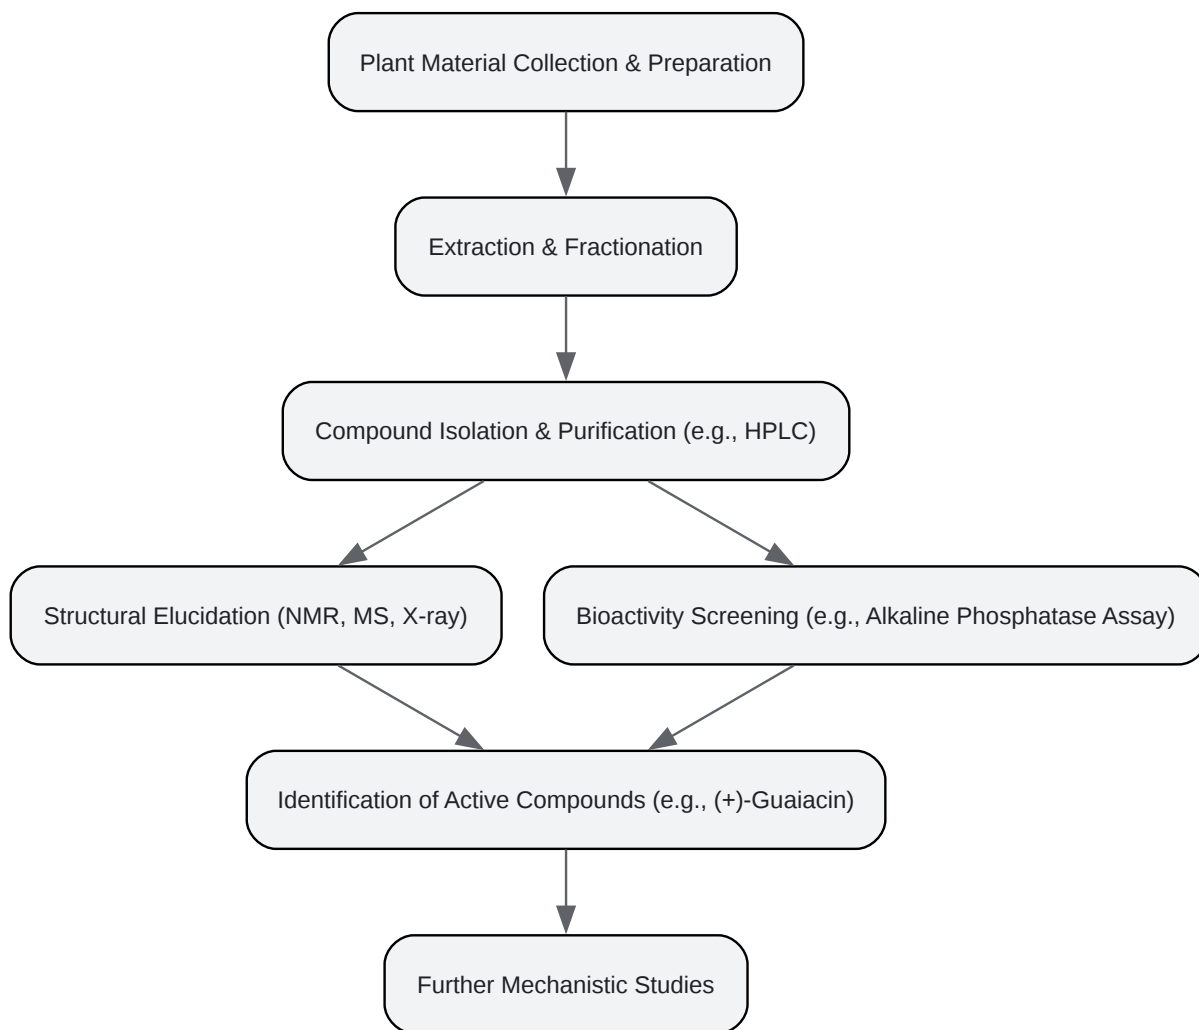 Plant Material Collection & Preparation
Extraction & Fractionation
Compound Isolation & Purification (e.g., HPLC)
Structural Elucidation (NMR, MS, X-ray)
Bioactivity Screening (e.g., Alkaline Phosphatase Assay)
Identification of Active Compounds (e.g., (+)-Guaiacin)
Further Mechanistic Studies